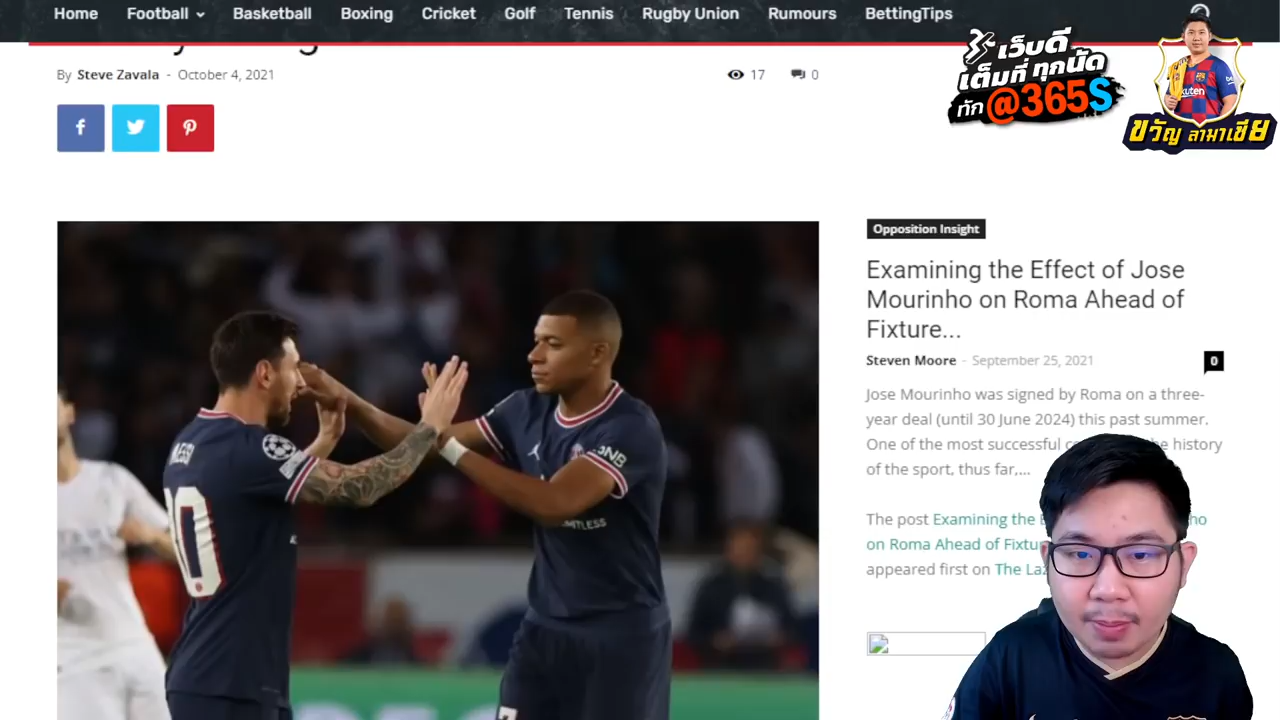 Home Football Basketball Boxing Cricket Golf Tennis Rugby Union Rumours BettingTips
เว็บดี
เต็มที่ ทุกนัด
ทัก @365S
ขวัญ ลามาเซีย
By Steve Zavala - October 4, 2021
17 0
Opposition Insight
Examining the Effect of Jose
Mourinho on Roma Ahead of
Fixture...
Steven Moore - September 25, 2021
0
Jose Mourinho was signed by Roma on a three-
year deal (until 30 June 2024) this past summer.
One of the most successful he history
of the sport, thus far,...
The post Examining the
on Roma Ahead of Fixtu
appeared first on The Laz
MESSI